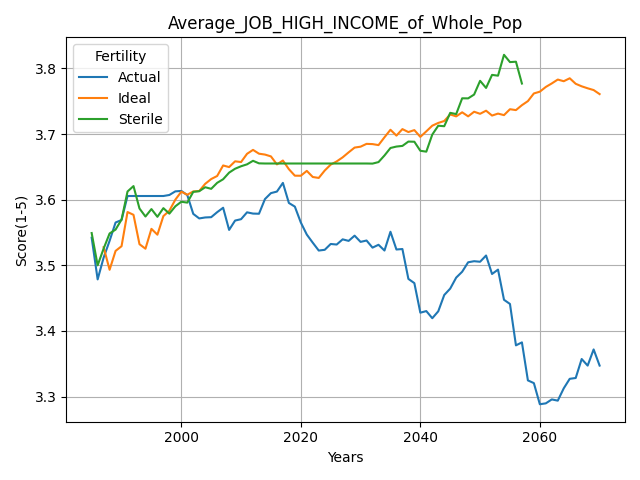 Average_JOB_HIGH_INCOME_of_Whole_Pop
Fertility
Actual
Ideal
Sterile
Score(1-5)
3.8
3.7
3.6
3.5
3.4
3.3
2000 2020 2040 2060
Years